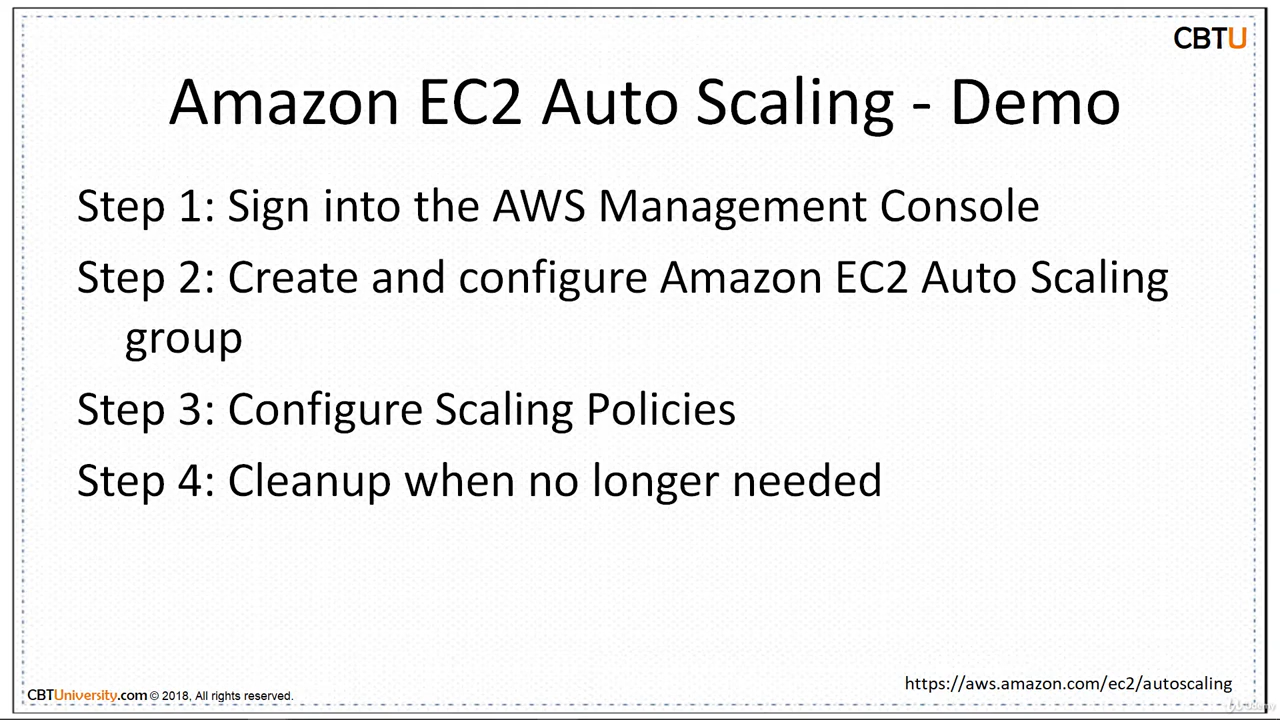 CBTU
Amazon EC2 Auto Scaling - Demo
Step 1: Sign into the AWS Management Console
Step 2: Create and configure Amazon EC2 Auto Scaling
group
Step 3: Configure Scaling Policies
Step 4: Cleanup when no longer needed
https://aws.amazon.com/ec2/autoscaling
CBTUniversity.com © 2018, All rights reserved.